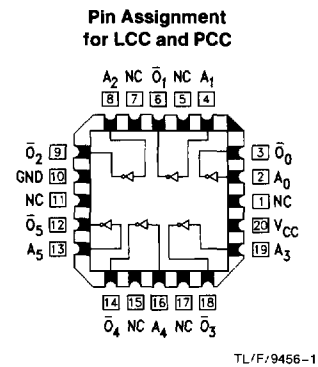 Pin Assignment
for LCC and PCC
A2 NC Ō1 NC A1
8 7 6 5 4
Ō2 9
3 Ō0
GND 10
2 A0
NC 11
1 NC
Ō5 12
20 VCC
A5 13
19 A3
14 15 16 17 18
Ō4 NC A4 NC Ō3
TL/F/9456-1